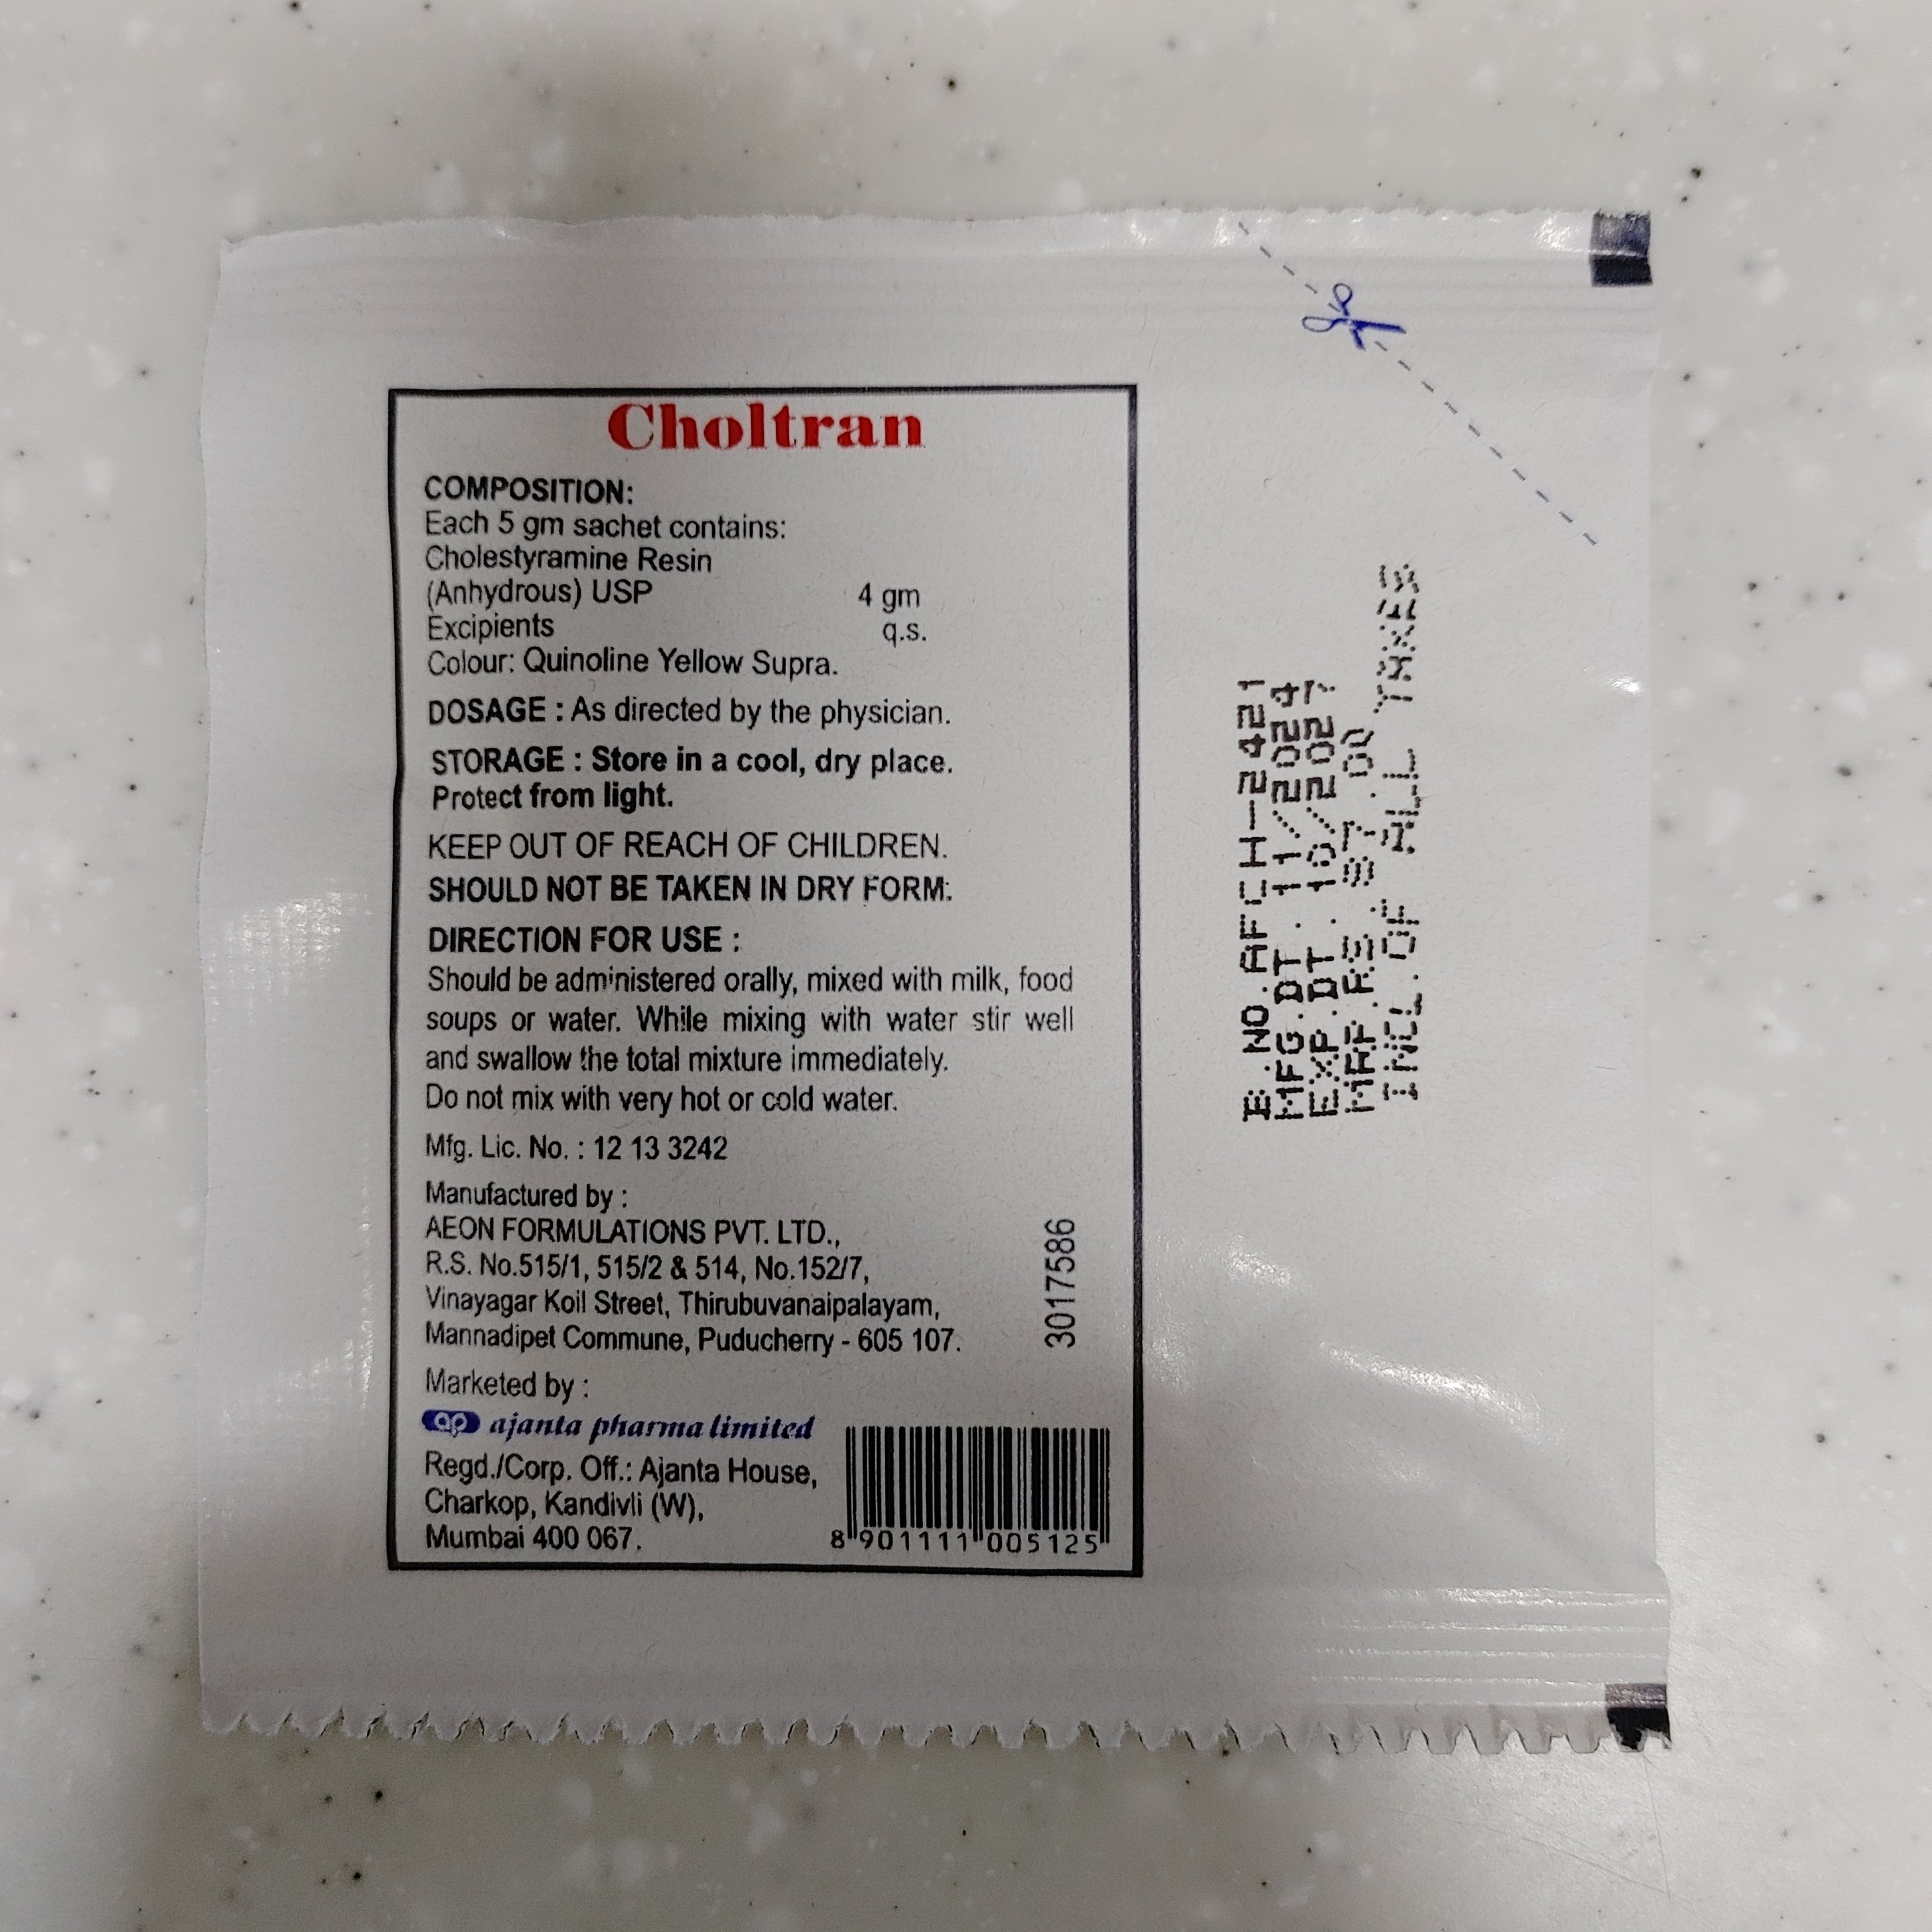 Choltran
COMPOSITION:
Each 5 gm sachet contains:
Cholestyramine Resin
(Anhydrous) USP 4 gm
Excipients q.s.
Colour: Quinoline Yellow Supra.
DOSAGE : As directed by the physician.
STORAGE : Store in a cool, dry place.
Protect from light.
KEEP OUT OF REACH OF CHILDREN.
SHOULD NOT BE TAKEN IN DRY FORM.
DIRECTION FOR USE :
Should be administered orally, mixed with milk, food
soups or water. While mixing with water stir well
and swallow the total mixture immediately.
Do not mix with very hot or cold water.
Mfg. Lic. No. : 12 13 3242
Manufactured by :
AEON FORMULATIONS PVT. LTD.,
R.S. No.515/1, 515/2 & 514, No.152/7,
Vinayagar Koil Street, Thirubuvanaipalayam,
Mannadipet Commune, Puducherry - 605 107.
3017586
Marketed by :
ap ajanta pharma limited
Regd./Corp. Off.: Ajanta House,
Charkop, Kandivli (W),
Mumbai 400 067.
8 901111 005125
B.NO.AFCH-2421
MFG.DT.11/2024
EXP.DT.10/2027
MRP.RS.97.00
INCL.OF ALL TAXES